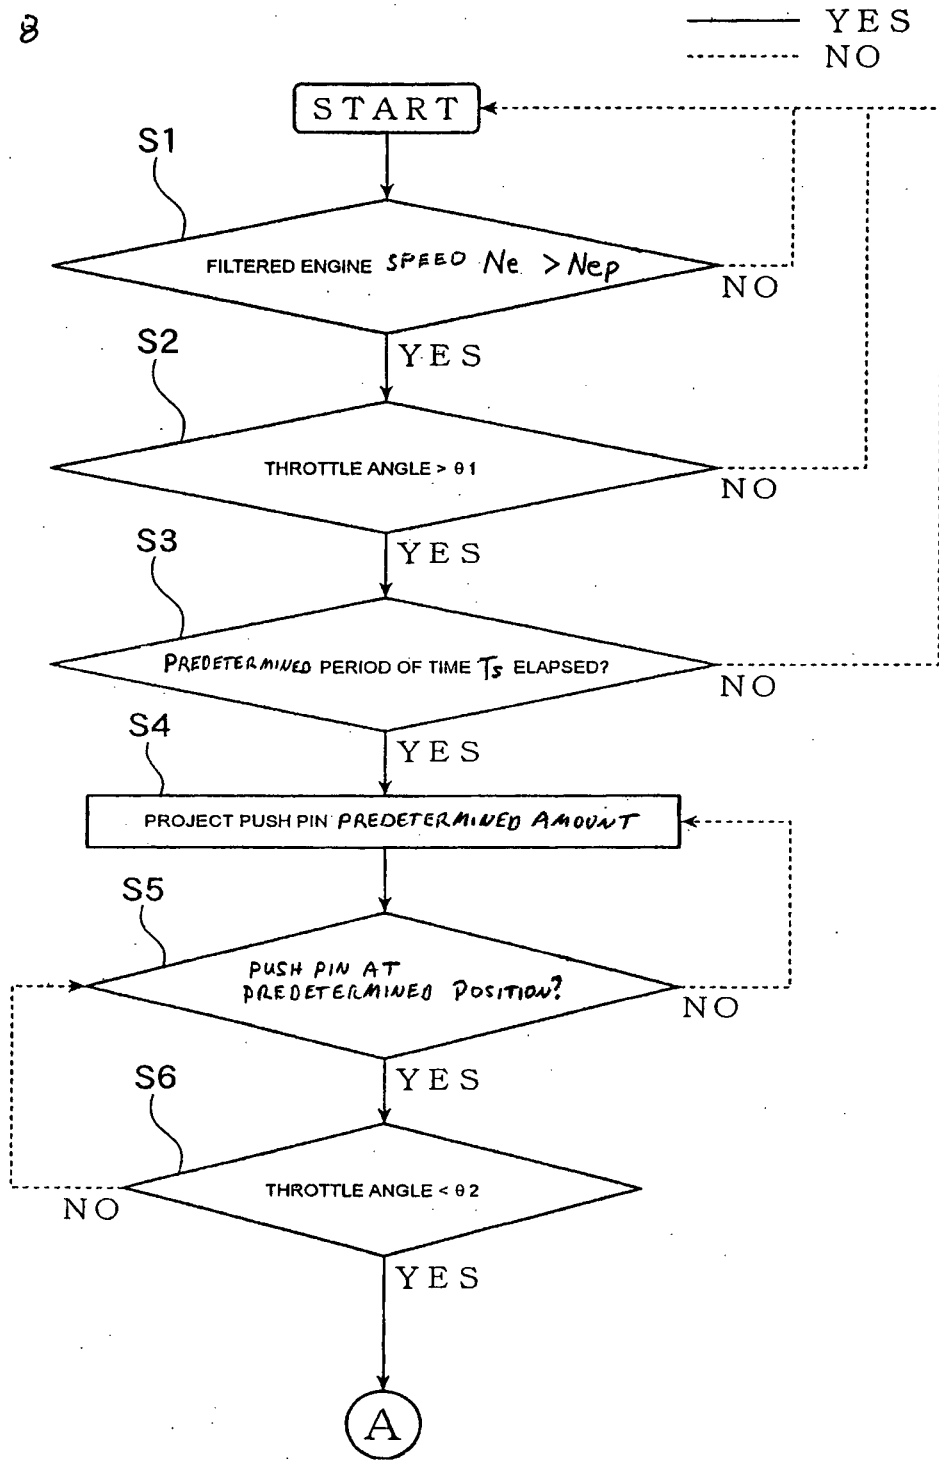 8
YES
NO
START
S1
FILTERED ENGINE SPEED Ne > Nep
NO
YES
S2
THROTTLE ANGLE > θ1
NO
YES
S3
PREDETERMINED PERIOD OF TIME Ts ELAPSED?
NO
YES
S4
PROJECT PUSH PIN PREDETERMINED AMOUNT
S5
PUSH PIN AT
PREDETERMINED POSITION?
NO
YES
S6
THROTTLE ANGLE < θ2
NO
YES
A